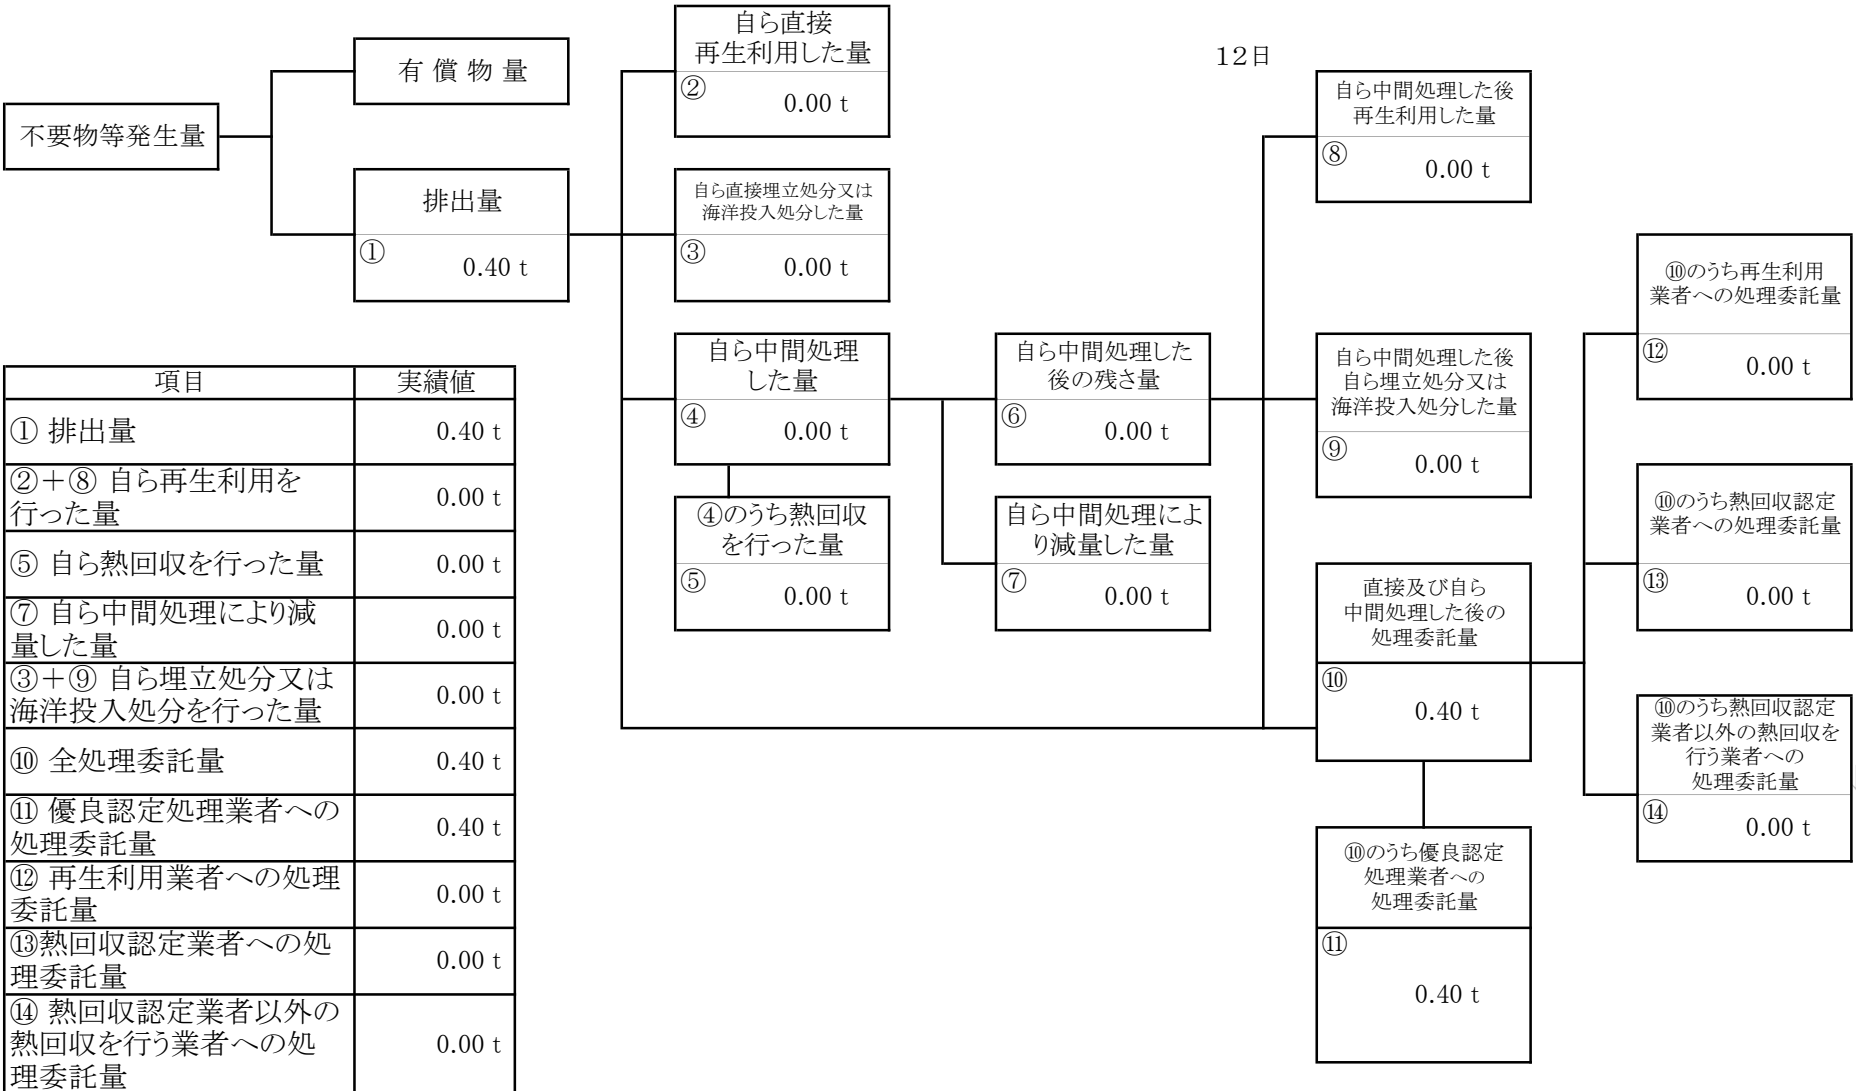 自ら直接
再生利用した量
②
0.00 t
有 償 物 量
12日
自ら中間処理した後
再生利用した量
⑧
0.00 t
不要物等発生量
排出量
①
0.40 t
自ら直接埋立処分又は
海洋投入処分した量
③
0.00 t
⑩のうち再生利用
業者への処理委託量
⑫
0.00 t
自ら中間処理
した量
④
0.00 t
自ら中間処理した
後の残さ量
⑥
0.00 t
自ら中間処理した後
自ら埋立処分又は
海洋投入処分した量
⑨
0.00 t
④のうち熱回収
を行った量
⑤
0.00 t
自ら中間処理によ
り減量した量
⑦
0.00 t
⑩のうち熱回収認定
業者への処理委託量
⑬
0.00 t
直接及び自ら
中間処理した後の
処理委託量
⑩
0.40 t
⑩のうち熱回収認定
業者以外の熱回収を
行う業者への
処理委託量
⑭
0.00 t
⑩のうち優良認定
処理業者への
処理委託量
⑪
0.40 t
項目 実績値
① 排出量 0.40 t
②＋⑧ 自ら再生利用を
行った量 0.00 t
⑤ 自ら熱回収を行った量 0.00 t
⑦ 自ら中間処理により減
量した量 0.00 t
③＋⑨ 自ら埋立処分又は
海洋投入処分を行った量 0.00 t
⑩ 全処理委託量 0.40 t
⑪ 優良認定処理業者への
処理委託量 0.40 t
⑫ 再生利用業者への処理
委託量 0.00 t
⑬熱回収認定業者への処
理委託量 0.00 t
⑭ 熱回収認定業者以外の
熱回収を行う業者への処
理委託量 0.00 t